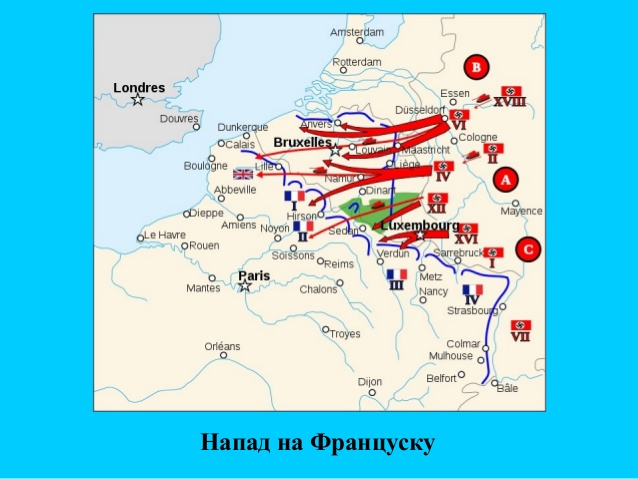 Amsterdam
Rotterdam
B
Londres
Essen
XVIII
Düsseldorf
Douvres
Dunkerque
Anvers
VI
Calais
Bruxelles
Louvain
Maastricht
Cologne
II
Boulogne
Lille
Liège
Namur
IV
A
Abbeville
Dinant
I
XII
Mayence
Dieppe
Hirson
Amiens
Noyon
II
Sedan
Luxembourg
XVI
Le Havre
Rouen
C
Soissons
Reims
Verdun
Sarrebruck
I
Paris
Metz
Mantes
Chalons
III
Nancy
IV
Strasbourg
Troyes
VII
Orléans
Colmar
Mulhouse
Dijon
Belfort
Bâle
Напад на Француску